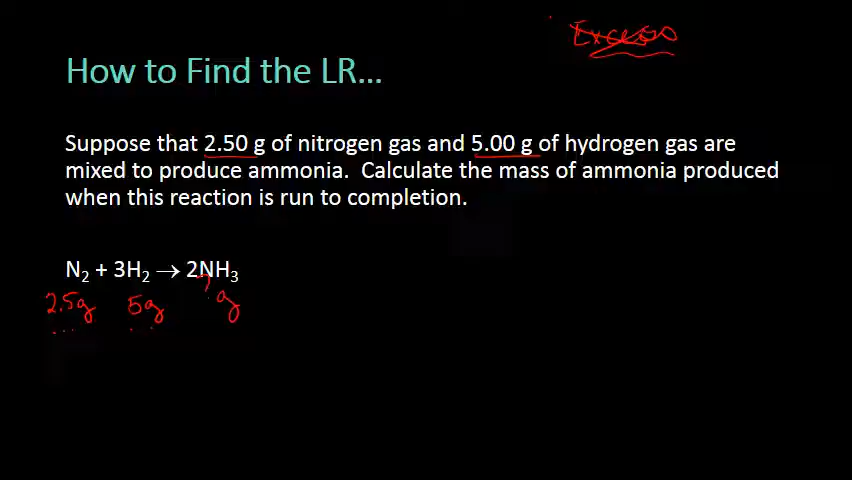 Excess
How to Find the LR...
Suppose that 2.50 g of nitrogen gas and 5.00 g of hydrogen gas are
mixed to produce ammonia. Calculate the mass of ammonia produced
when this reaction is run to completion.
N₂ + 3H₂ → 2NH₃
2.5g 5g ? g